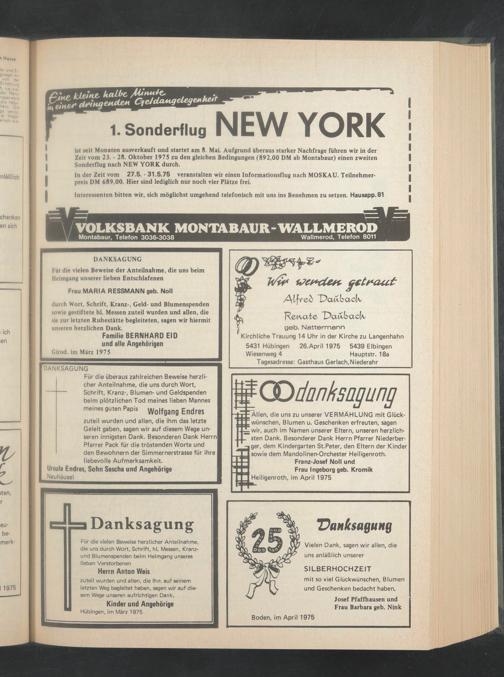 Eine kleine halbe Minute
in einer dringenden Geldangelegenheit
1. Sonderflug NEW YORK
ist seit Monaten ausverkauft und startet am 8. Mai. Aufgrund überaus starker Nachfrage führen wir in der
Zeit vom 23. - 28. Oktober 1975 zu den gleichen Bedingungen (892,00 DM ab Montabaur) einen zweiten
Sonderflug nach NEW YORK durch.
In der Zeit vom 27.5. - 31.5.75 veranstalten wir einen Informationsflug nach MOSKAU. Teilnehmer-
preis DM 689,00. Hier sind lediglich nur noch vier Plätze frei.
Interessenten bitten wir, sich möglichst umgehend telefonisch mit uns ins Benehmen zu setzen. Hausapp. 81
VOLKSBANK MONTABAUR-WALLMEROD
Montabaur, Telefon 3036-3038 Wallmerod, Telefon 6011
DANKSAGUNG
Für die vielen Beweise der Anteilnahme, die uns beim
Heimgang unserer lieben Entschlafenen
Frau MARIA RESSMANN geb. Noll
durch Wort, Schrift, Kranz-, Geld- und Blumenspenden
sowie gestiftete hl. Messen zuteil wurden und allen, die
sie zur letzten Ruhestätte begleiteten, sagen wir hiermit
unseren herzlichen Dank.
Familie BERNHARD EID
und alle Angehörigen
Girod, im März 1975
Wir werden getraut
Alfred Daubach
Renate Daubach
geb. Nettermann
Kirchliche Trauung 14 Uhr in der Kirche zu Langenhahn
5431 Hübingen 26.April 1975 5439 Elbingen
Wiesenweg 4 Hauptstr. 18a
Tagesadresse: Gasthaus Gerlach, Niederahr
DANKSAGUNG
Für die überaus zahlreichen Beweise herzli-
cher Anteilnahme, die uns durch Wort,
Schrift, Kranz-, Blumen- und Geldspenden
beim plötzlichen Tod meines lieben Mannes
meines guten Papis Wolfgang Endres
zuteil wurden und allen, die ihm das letzte
Geleit gaben, sagen wir auf diesem Wege un-
seren innigsten Dank. Besonderen Dank Herrn
Pfarrer Pack für die tröstenden Worte und
den Bewohnern der Simmernerstrasse für ihre
liebevolle Aufmerksamkeit.
Ursula Endres, Sohn Sascha und Angehörige
Neuhäusel
danksagung
Allen, die uns zu unserer VERMÄHLUNG mit Glück-
wünschen, Blumen u. Geschenken erfreuten, sagen
wir, auch im Namen unserer Eltern, unseren herzlich-
sten Dank. Besonderer Dank Herrn Pfarrer Niederber-
ger, dem Kindergarten St.Peter, den Eltern der Kinder
sowie dem Mandolinen-Orchester Heiligenroth.
Franz-Josef Noll und
Frau Ingeborg geb. Kromik
Heiligenroth, im April 1975
Danksagung
Für die vielen Beweise herzlicher Anteilnahme,
die uns durch Wort, Schrift, hl. Messen, Kranz-
und Blumenspenden beim Heimgang unseres
lieben Verstorbenen
Herrn Anton Weis
zuteil wurden und allen, die ihn auf seinem
letzten Weg begleitet haben, sagen wir auf die-
sem Wege unseren aufrichtigen Dank.
Kinder und Angehörige
Hübingen, im März 1975
25
Danksagung
Vielen Dank, sagen wir allen, die
uns anläßlich unserer
SILBERHOCHZEIT
mit so viel Glückwünschen, Blumen
und Geschenken bedacht haben.
Josef Pfaffhausen und
Frau Barbara geb. Nink
Boden, im April 1975